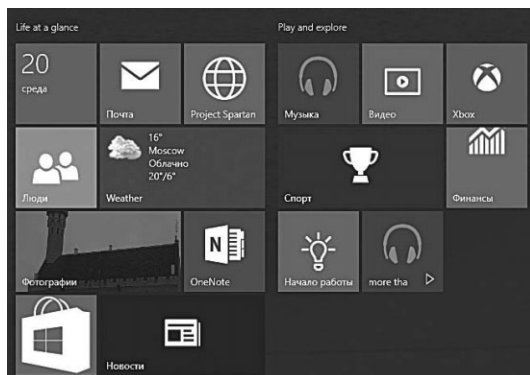 Life at a glance
Play and explore
20
среда
Почта
Project Spartan
Музыка
Видео
Xbox
Люди
16°
Moscow
Облачно
20°/6°
Weather
Спорт
Финансы
Фотографии
N
OneNote
Начало работы
more tha
Новости